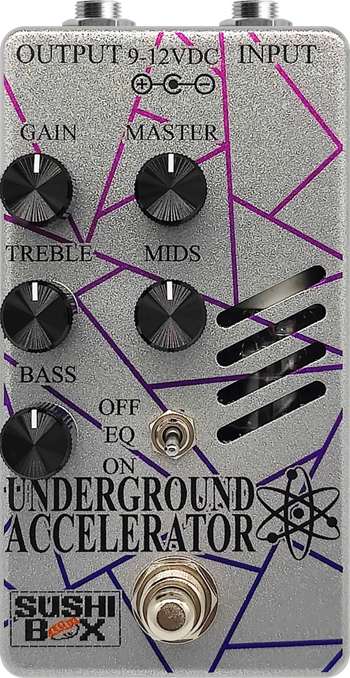 OUTPUT 9-12VDC INPUT
+ -
GAIN MASTER
TREBLE MIDS
BASS
OFF
EQ
ON
UNDERGROUND
ACCELERATOR
SUSHI
BOX